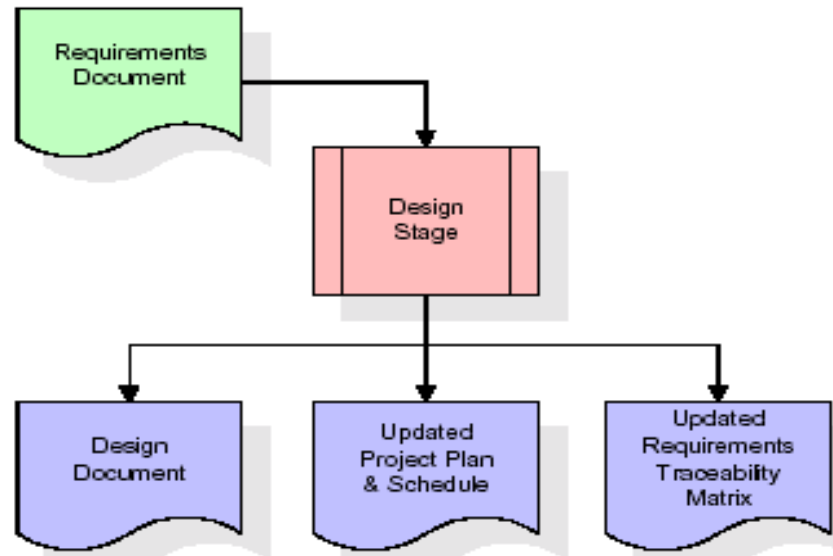 Requirements
Document
Design
Stage
Design
Document
Updated
Project Plan
& Schedule
Updated
Requirements
Traceability
Matrix